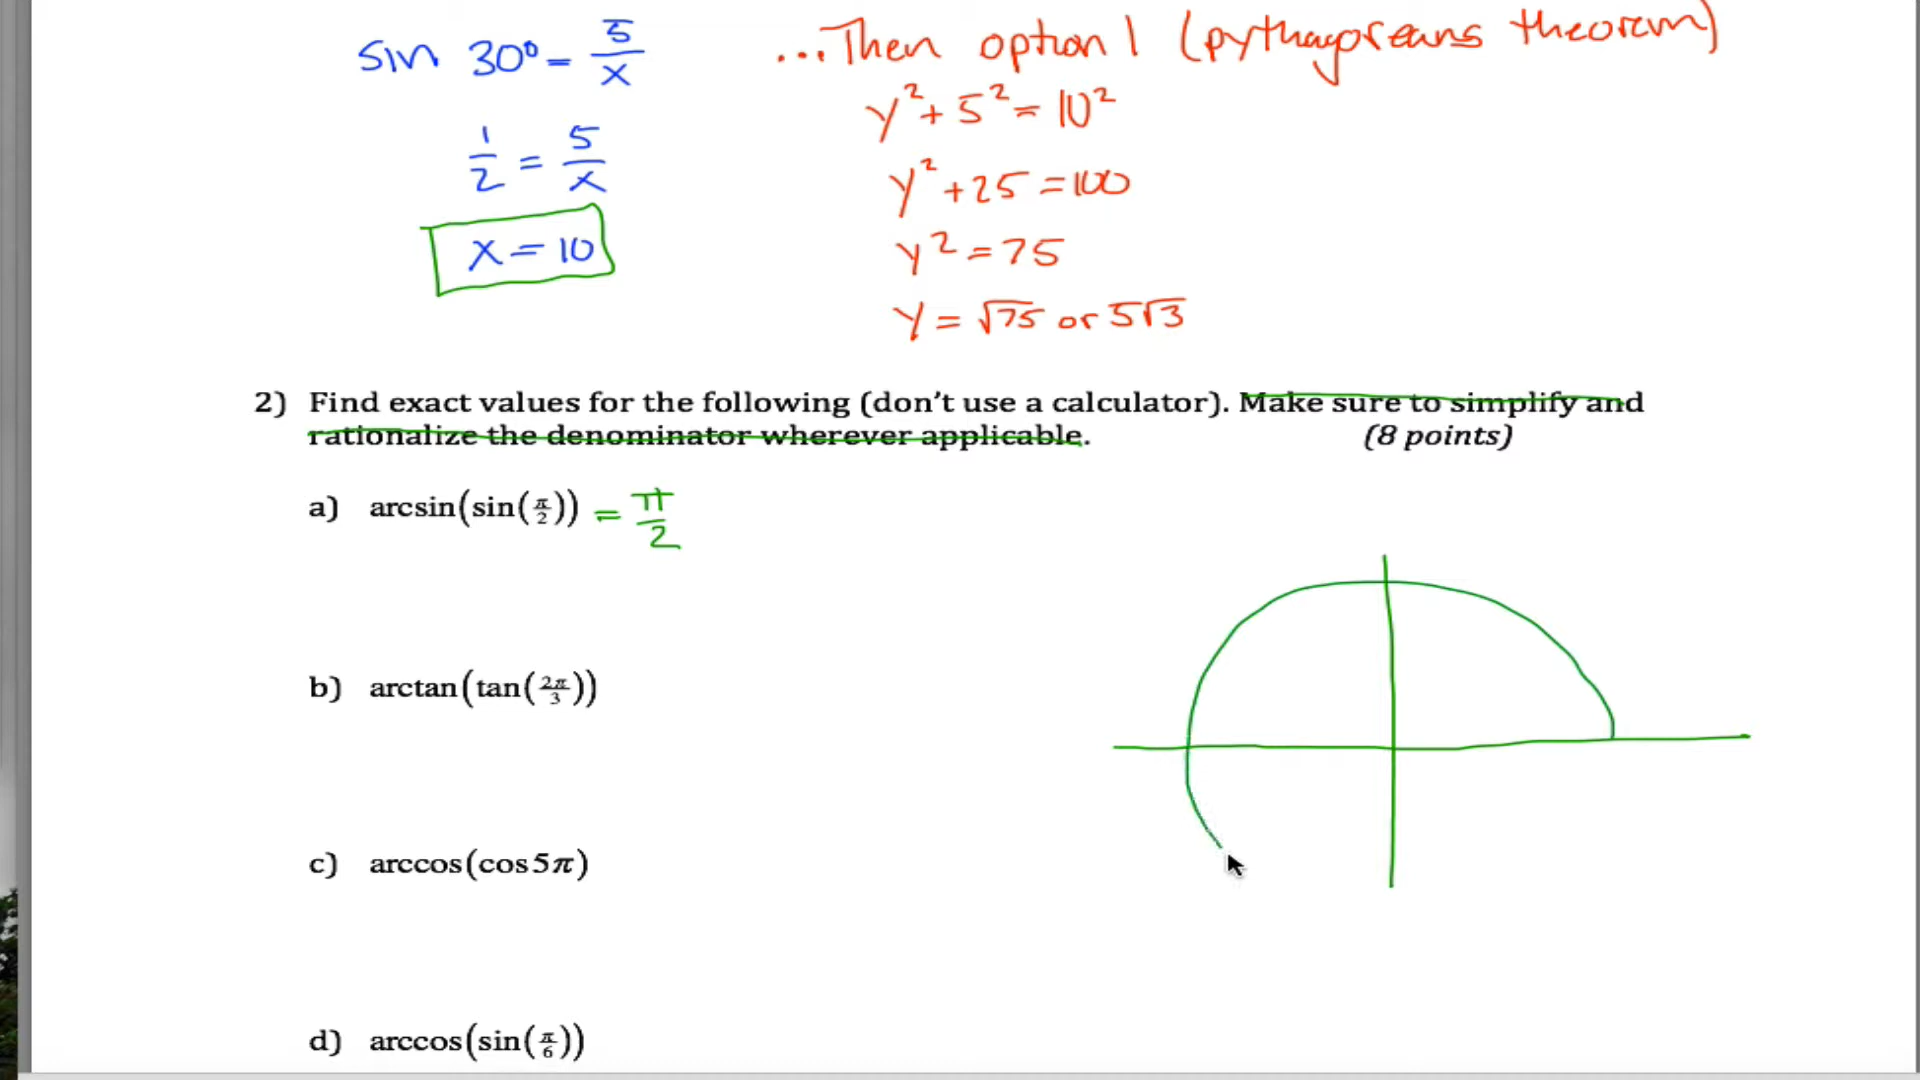 sin 30° = 5/x
1/2 = 5/x
x = 10
...Then option 1 (pythagoreans theorem)
y² + 5² = 10²
y² + 25 = 100
y² = 75
y = √75 or 5√3
2) Find exact values for the following (don't use a calculator). Make sure to simplify and
rationalize the denominator wherever applicable. (8 points)
a) arcsin(sin(π/2)) = π/2
b) arctan(tan(2π/3))
c) arccos(cos5π)
d) arccos(sin(π/6))